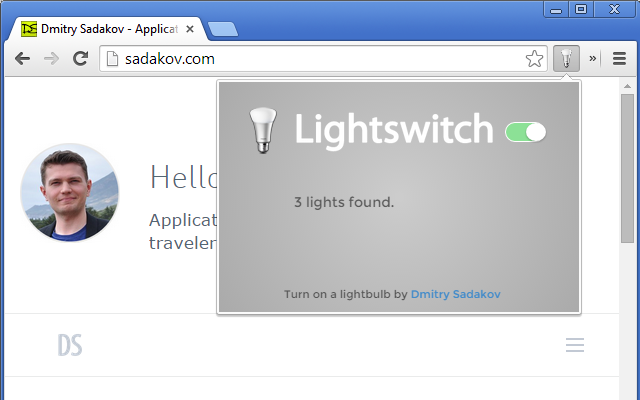 Dmitry Sadakov - Applicat
sadakov.com
Lightswitch
Hello
3 lights found.
Applicat
traveler
Turn on a lightbulb by Dmitry Sadakov
DS